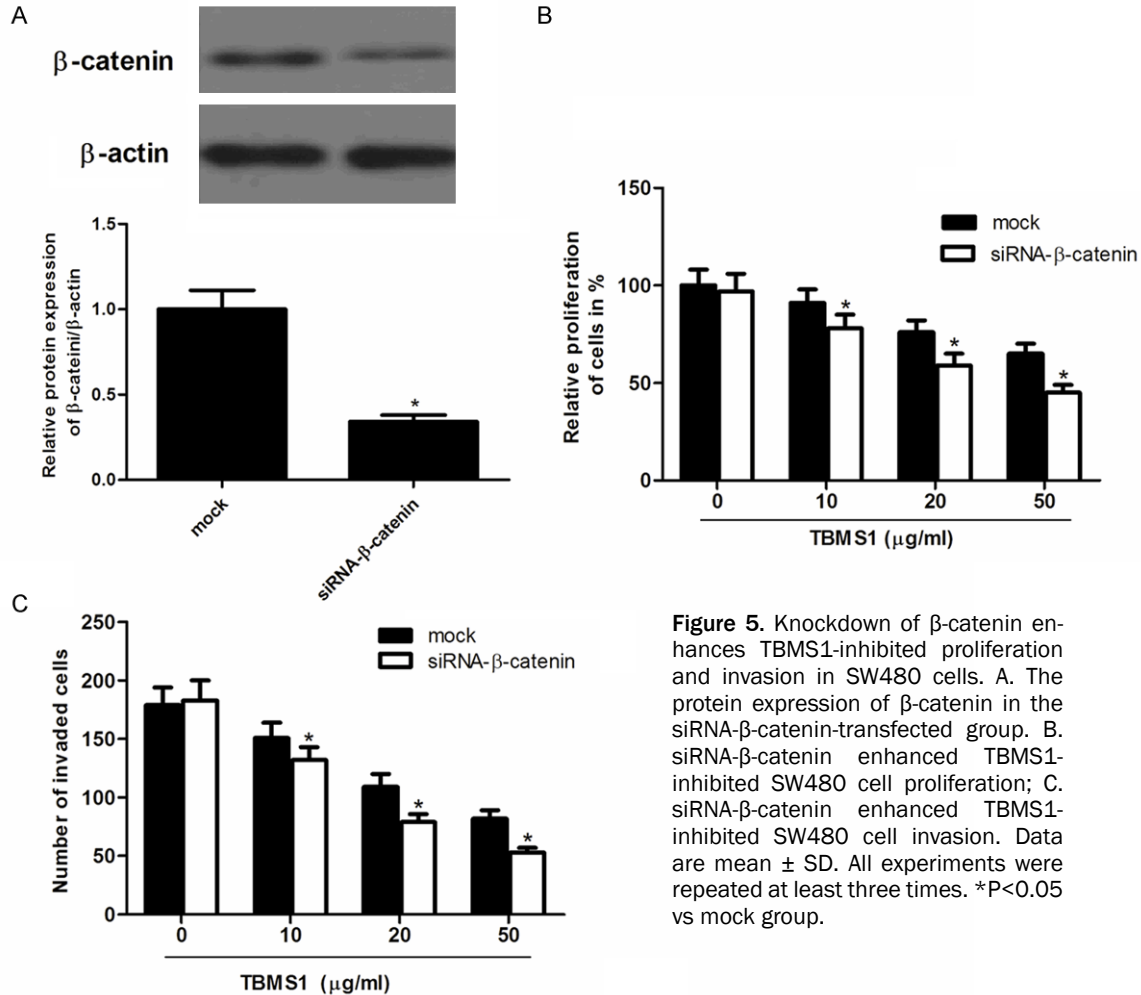 A
β-catenin
β-actin
Relative protein expression
of β-cateini/β-actin
1.5
1.0
0.5
0.0
*
mock
siRNA-β-catenin
B
Relative proliferation
of cells in %
150
100
50
0
mock
siRNA-β-catenin
*
*
*
0 10 20 50
TBMS1 (μg/ml)
C
Number of invaded cells
250
200
150
100
50
0
mock
siRNA-β-catenin
*
*
*
0 10 20 50
TBMS1 (μg/ml)
Figure 5. Knockdown of β-catenin en-
hances TBMS1-inhibited proliferation
and invasion in SW480 cells. A. The
protein expression of β-catenin in the
siRNA-β-catenin-transfected group. B.
siRNA-β-catenin enhanced TBMS1-
inhibited SW480 cell proliferation; C.
siRNA-β-catenin enhanced TBMS1-
inhibited SW480 cell invasion. Data
are mean ± SD. All experiments were
repeated at least three times. *P<0.05
vs mock group.